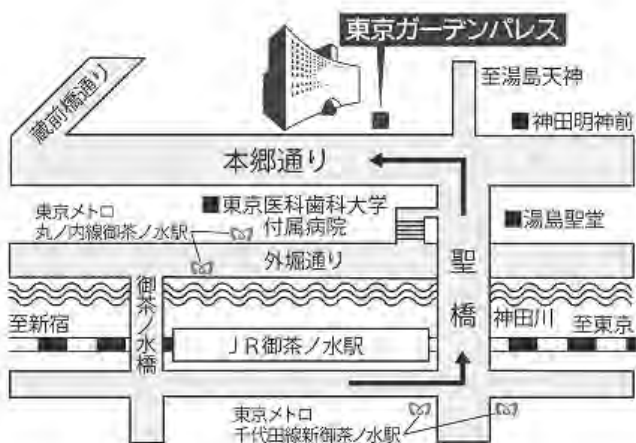 東京ガーデンパレス
至湯島天神
蔵前橋通り
神田明神前
本郷通り
東京医科歯科大学
付属病院
東京メトロ
丸ノ内線御茶ノ水駅
湯島聖堂
外堀通り
聖橋
御茶ノ水橋
至新宿
神田川
至東京
JR御茶ノ水駅
東京メトロ
千代田線新御茶ノ水駅